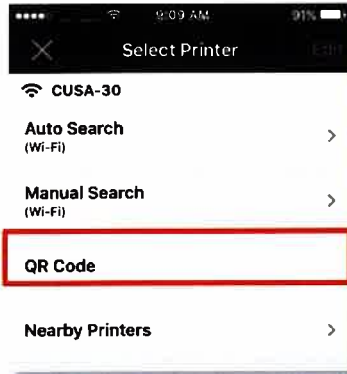 9:09 AM 91%
Select Printer Edit
CUSA-30
Auto Search
(Wi-Fi)
Manual Search
(Wi-Fi)
QR Code
Nearby Printers